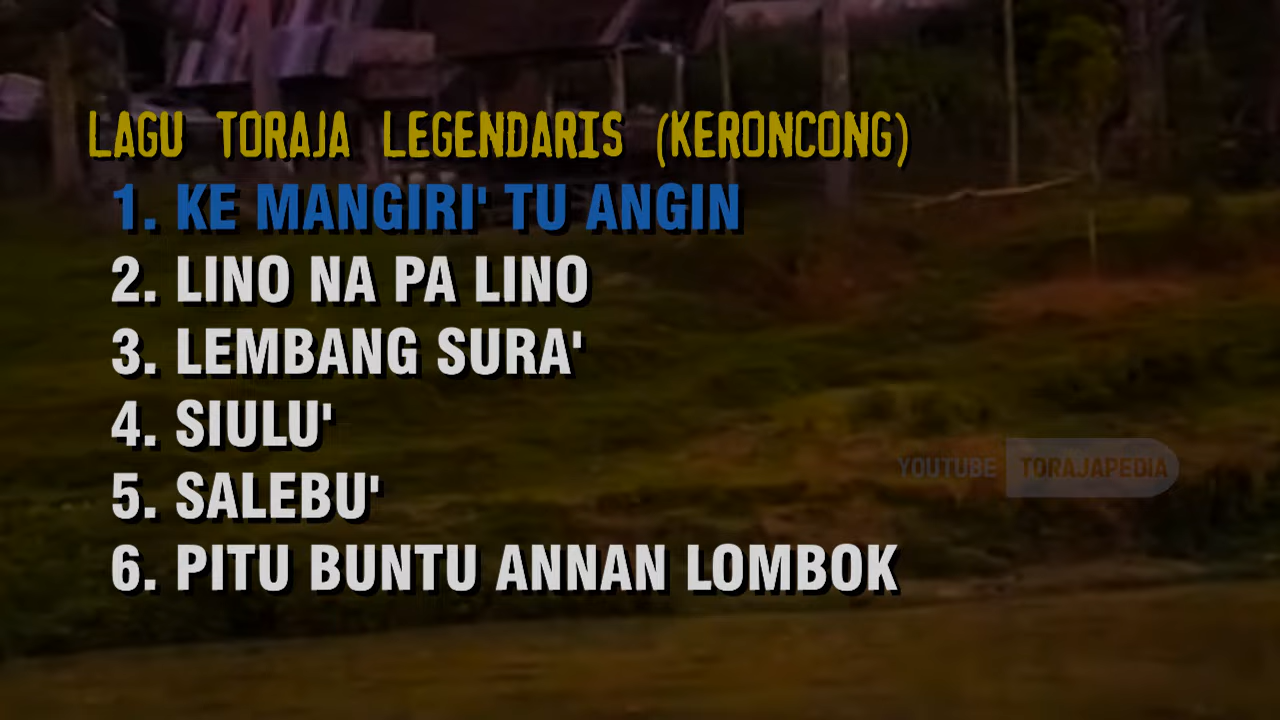 LAGU TORAJA LEGENDARIS (KERONCONG)
1. KE MANGIRI' TU ANGIN
2. LINO NA PA LINO
3. LEMBANG SURA'
4. SIULU'
5. SALEBU'
6. PITU BUNTU ANNAN LOMBOK
YOUTUBE TORAJAPEDIA